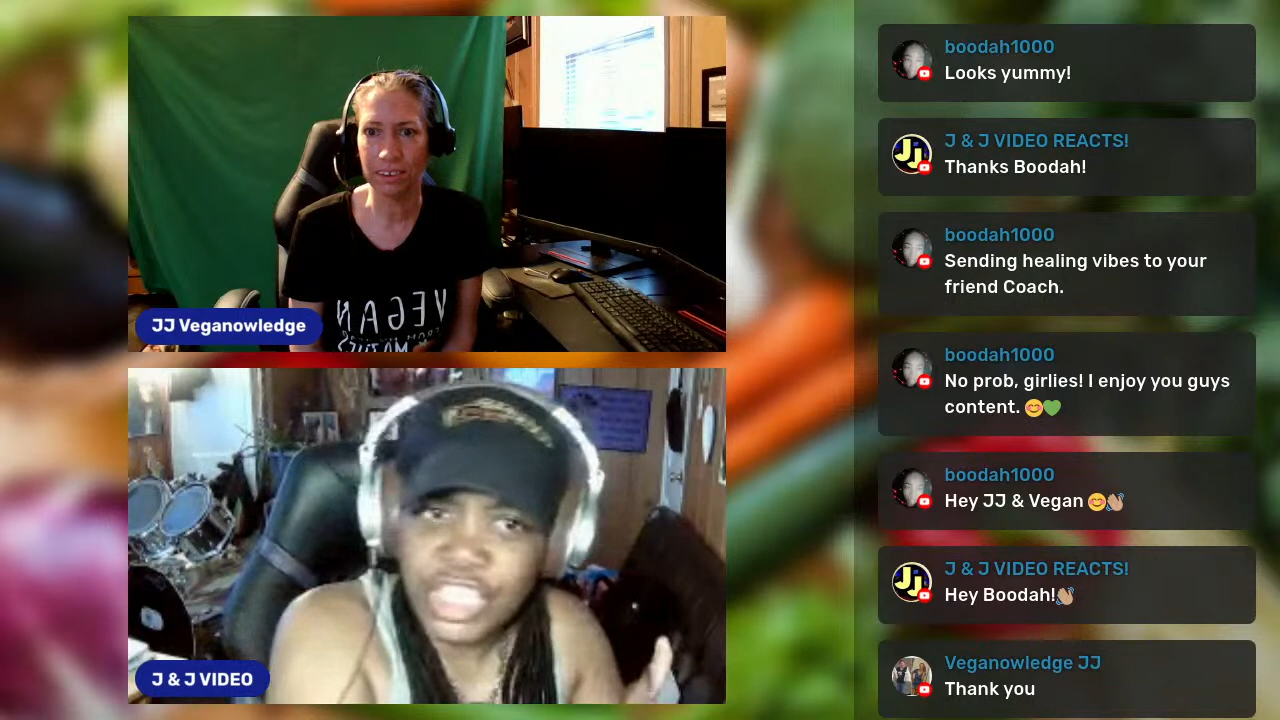 VEGAN
JJ Veganowledge
J & J VIDEO
boodah1000
Looks yummy!
J & J VIDEO REACTS!
Thanks Boodah!
boodah1000
Sending healing vibes to your
friend Coach.
boodah1000
No prob, girlies! I enjoy you guys
content. 😊💚
boodah1000
Hey JJ & Vegan 😊👋🏽
J & J VIDEO REACTS!
Hey Boodah!👋🏽
Veganowledge JJ
Thank you